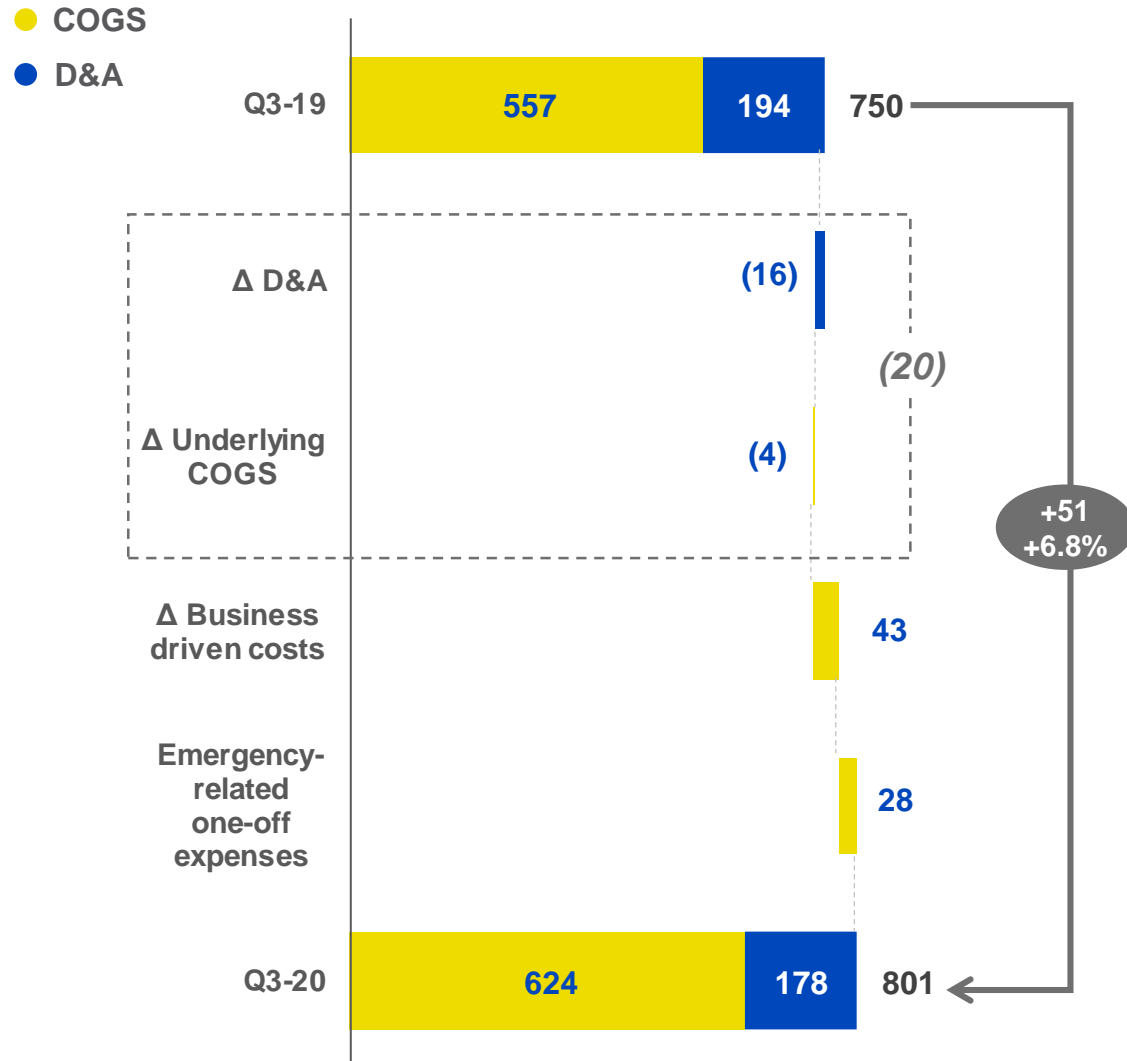 COGS
D&A
Q3-19
557
194
750
Δ D&A
(16)
(20)
Δ Underlying
COGS
(4)
+51
+6.8%
Δ Business
driven costs
43
Emergency-
related
one-off
expenses
28
Q3-20
624
178
801